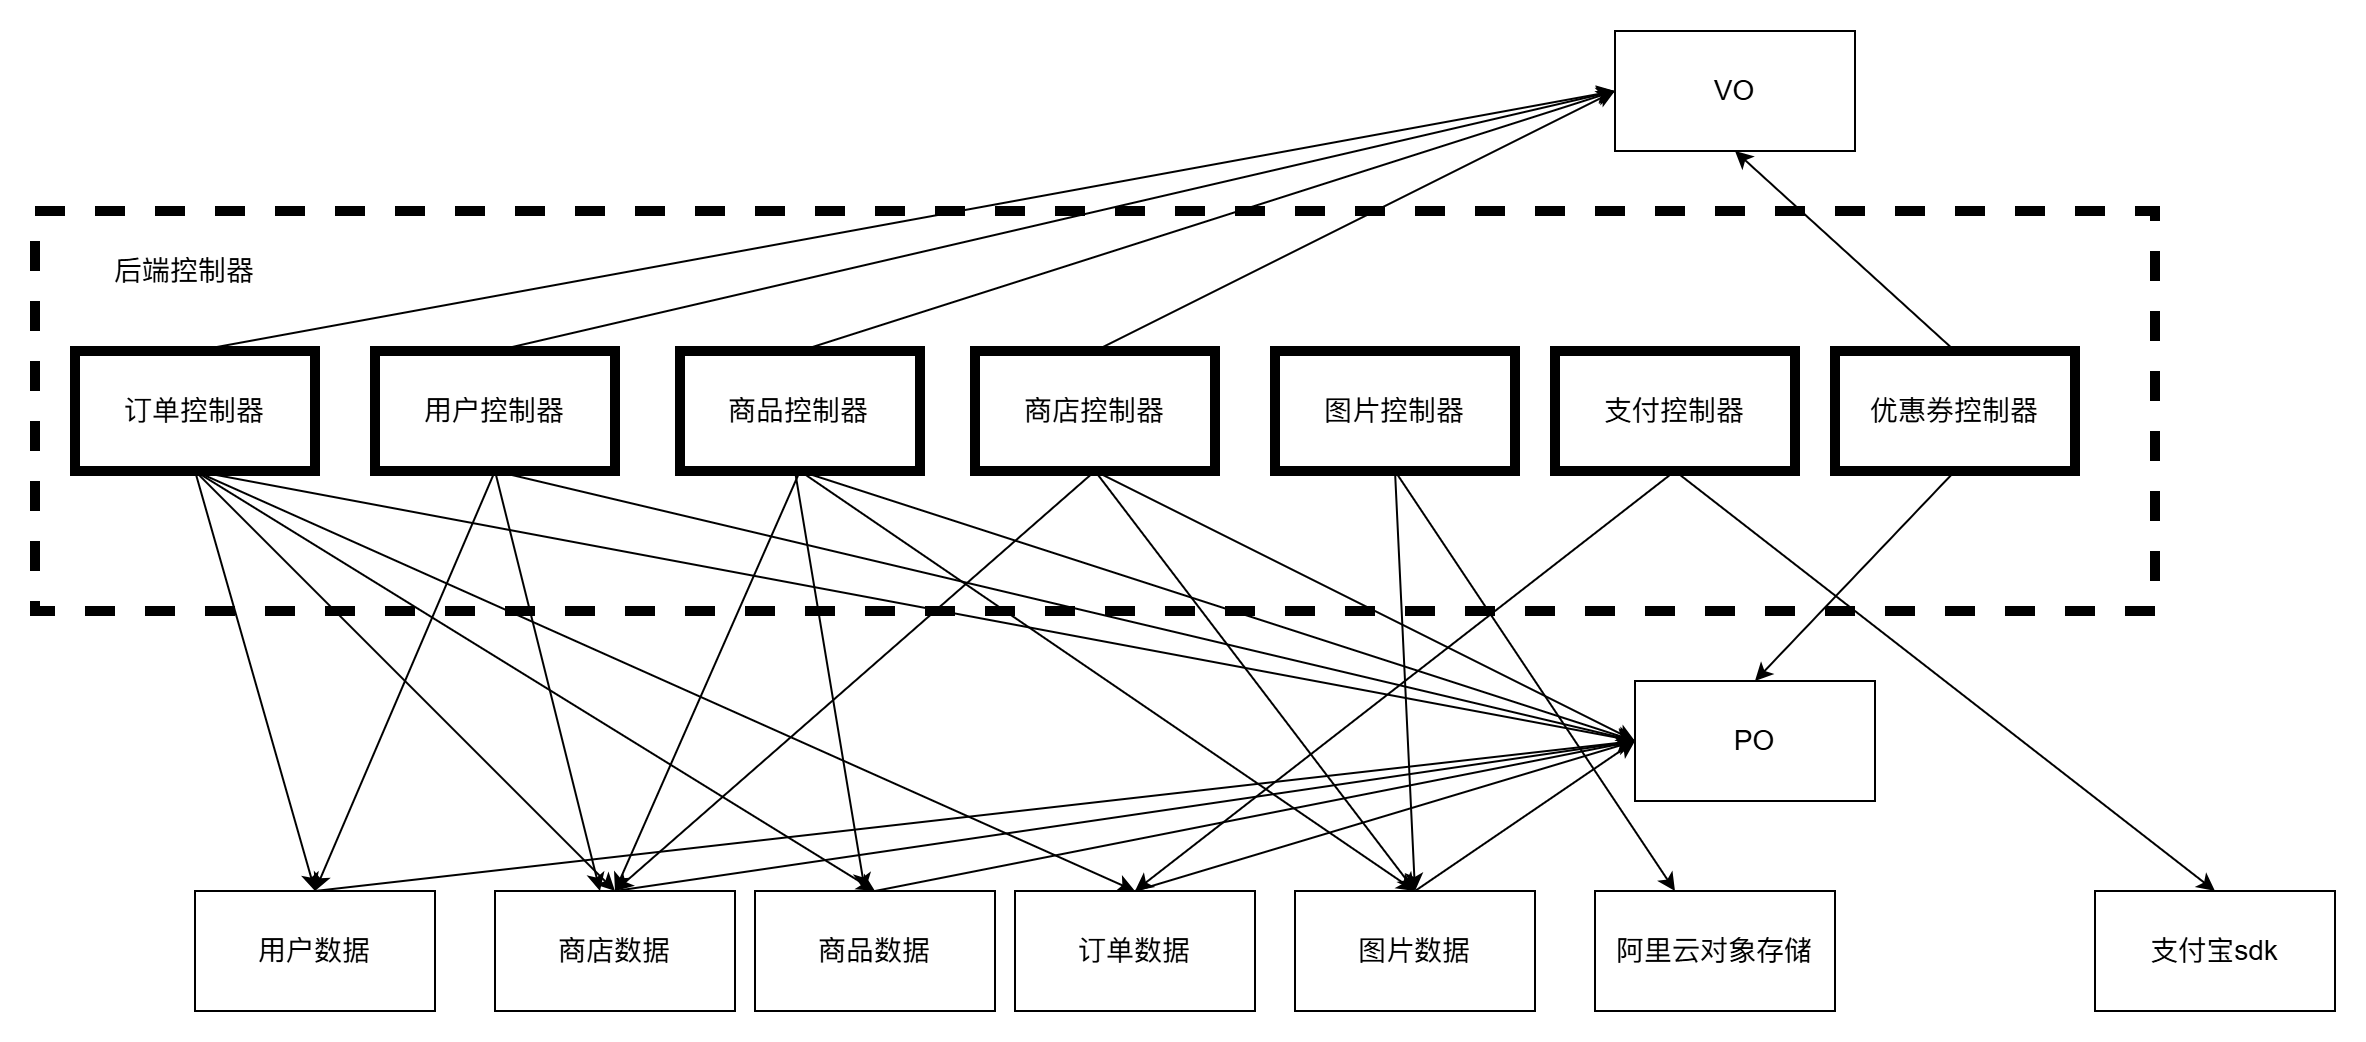 VO
后端控制器
订单控制器
用户控制器
商品控制器
商店控制器
图片控制器
支付控制器
优惠券控制器
PO
用户数据
商店数据
商品数据
订单数据
图片数据
阿里云对象存储
支付宝sdk